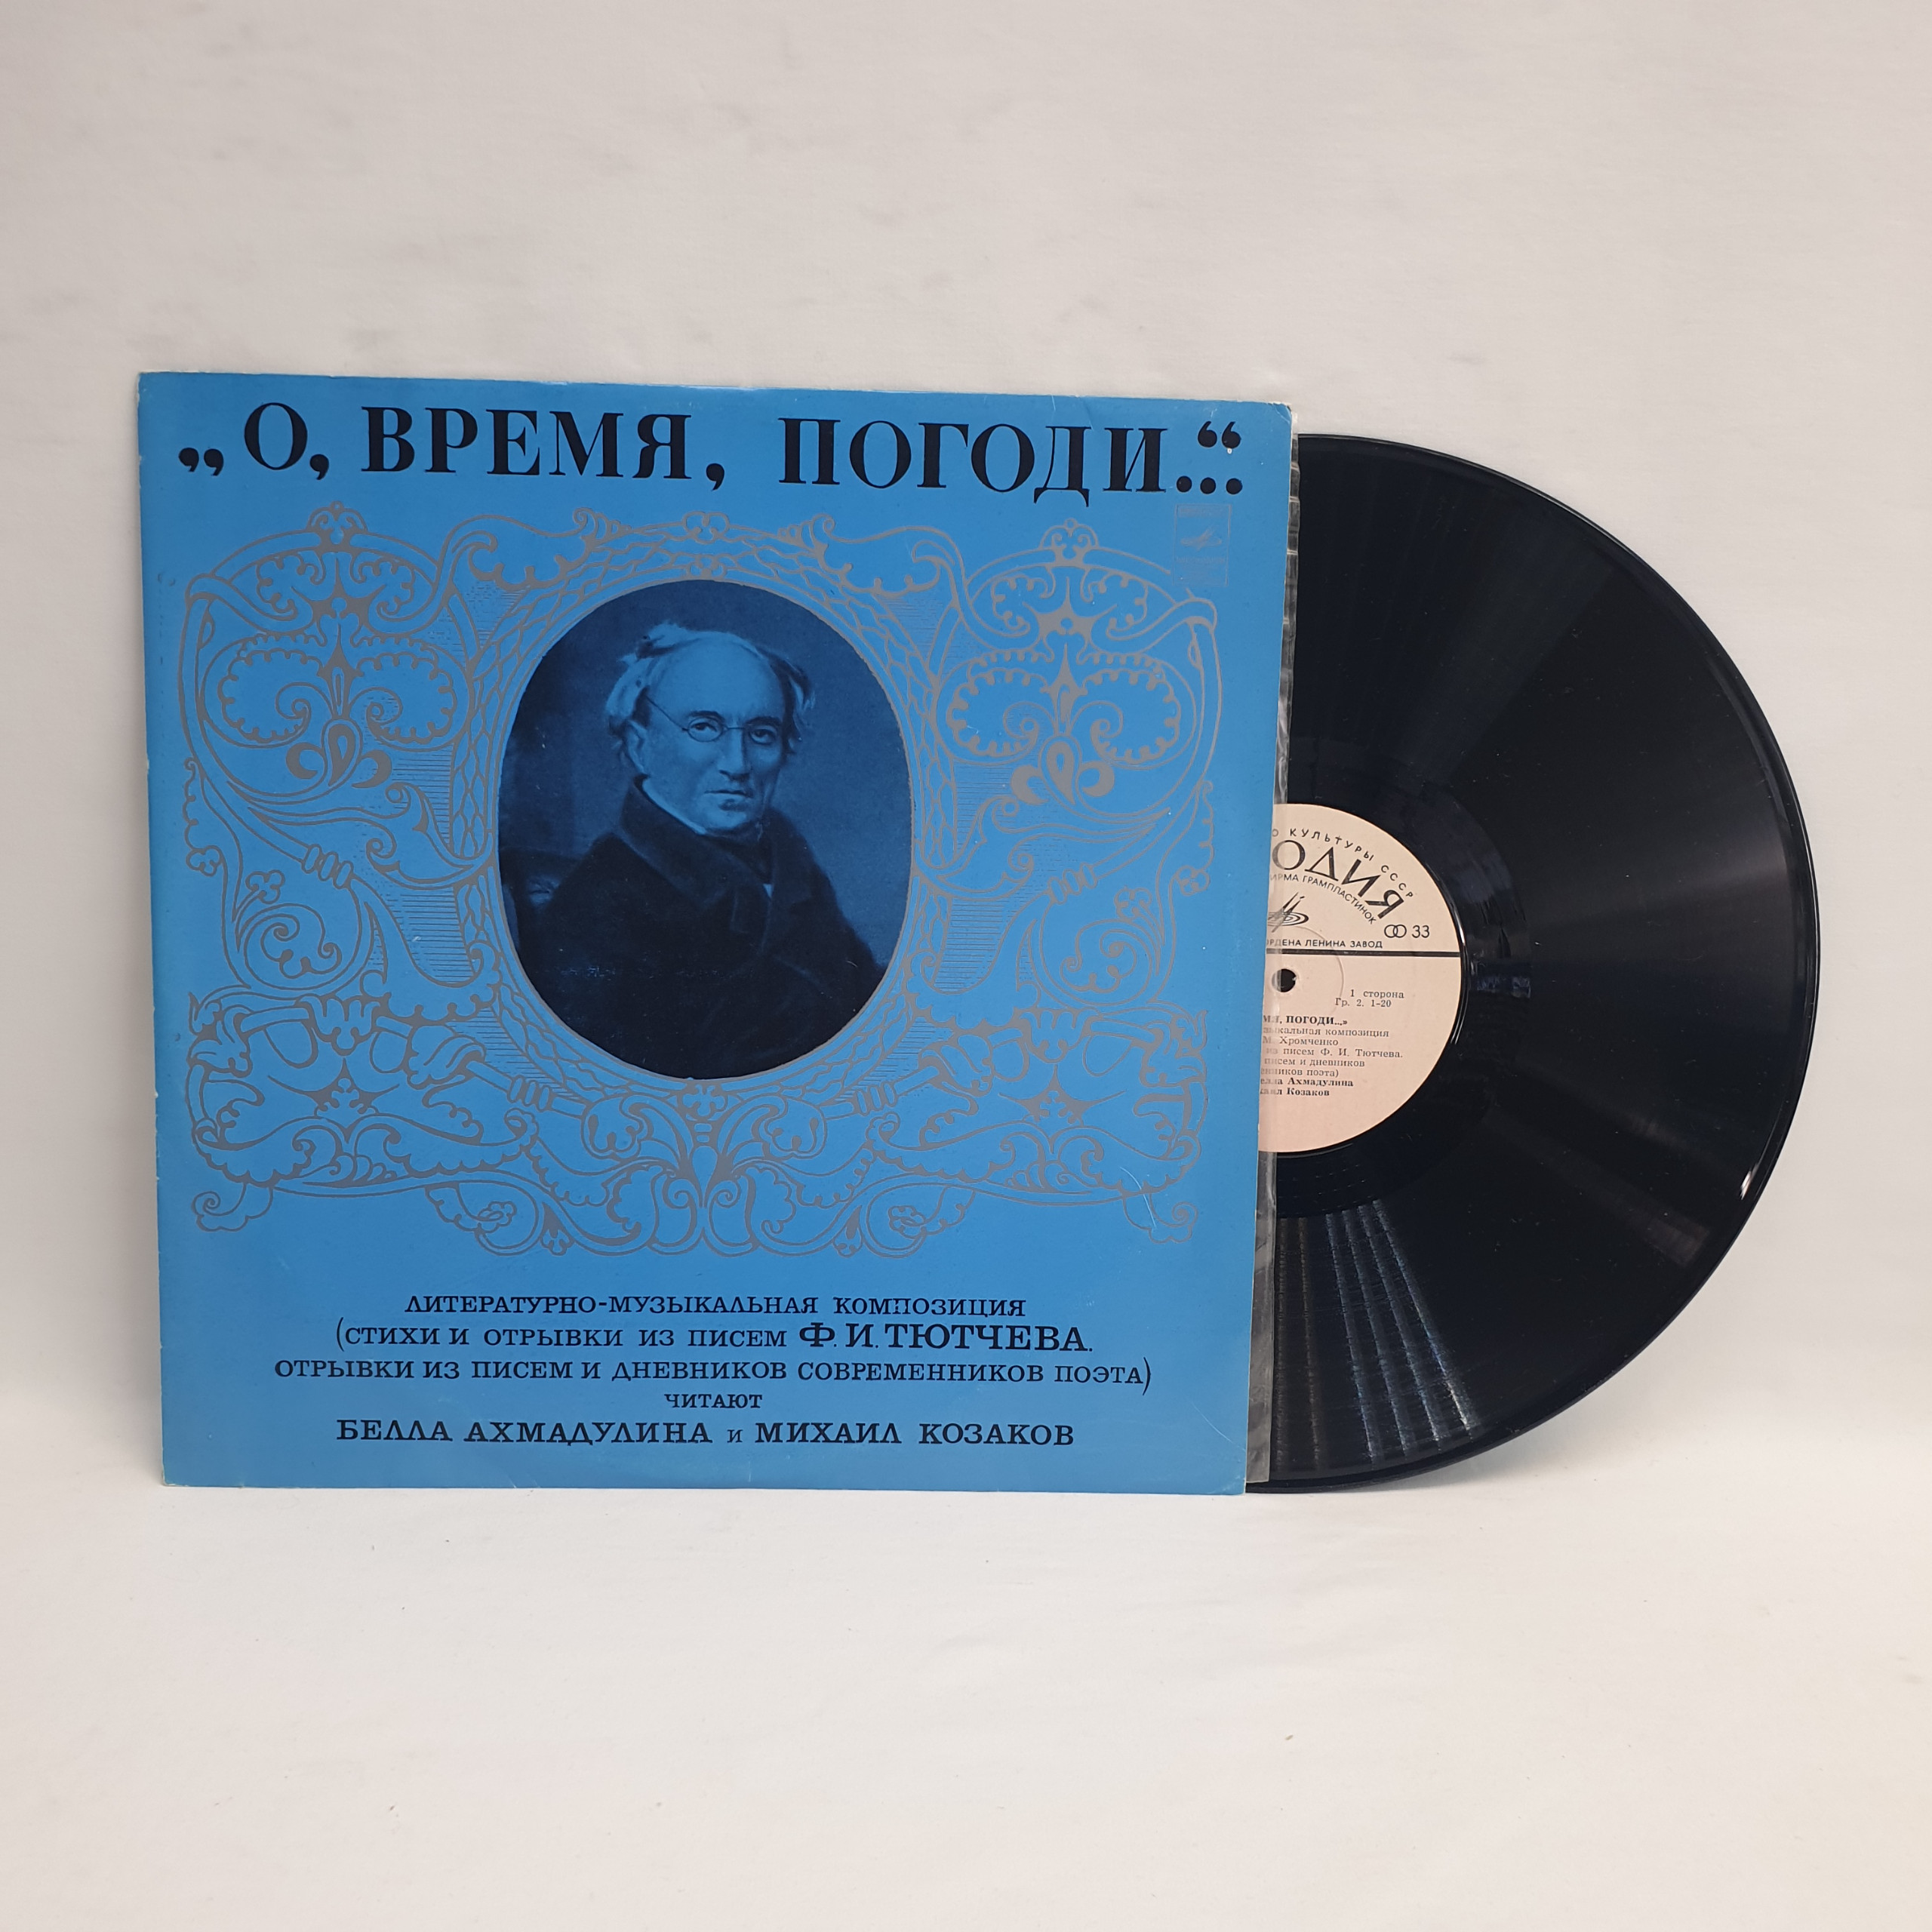 „О, ВРЕМЯ, ПОГОДИ...“
ЛИТЕРАТУРНО-МУЗЫКАЛЬНАЯ КОМПОЗИЦИЯ
(СТИХИ И ОТРЫВКИ ИЗ ПИСЕМ Ф. И. ТЮТЧЕВА.
ОТРЫВКИ ИЗ ПИСЕМ И ДНЕВНИКОВ СОВРЕМЕННИКОВ ПОЭТА)
ЧИТАЮТ
БЕЛЛА АХМАДУЛИНА и МИХАИЛ КОЗАКОВ
КУЛЬТУРЫ СССР
ОДИЯ
ГРАМПЛАСТИНОК
33
ОРДЕНА ЛЕНИНА ЗАВОД
1 сторона
Гр. 2. 1-20
ПОГОДИ...»
композиция
М. Хромченко
из писем Ф. И. Тютчева.
писем и дневников
поэта)
Ахмадулина
Козаков